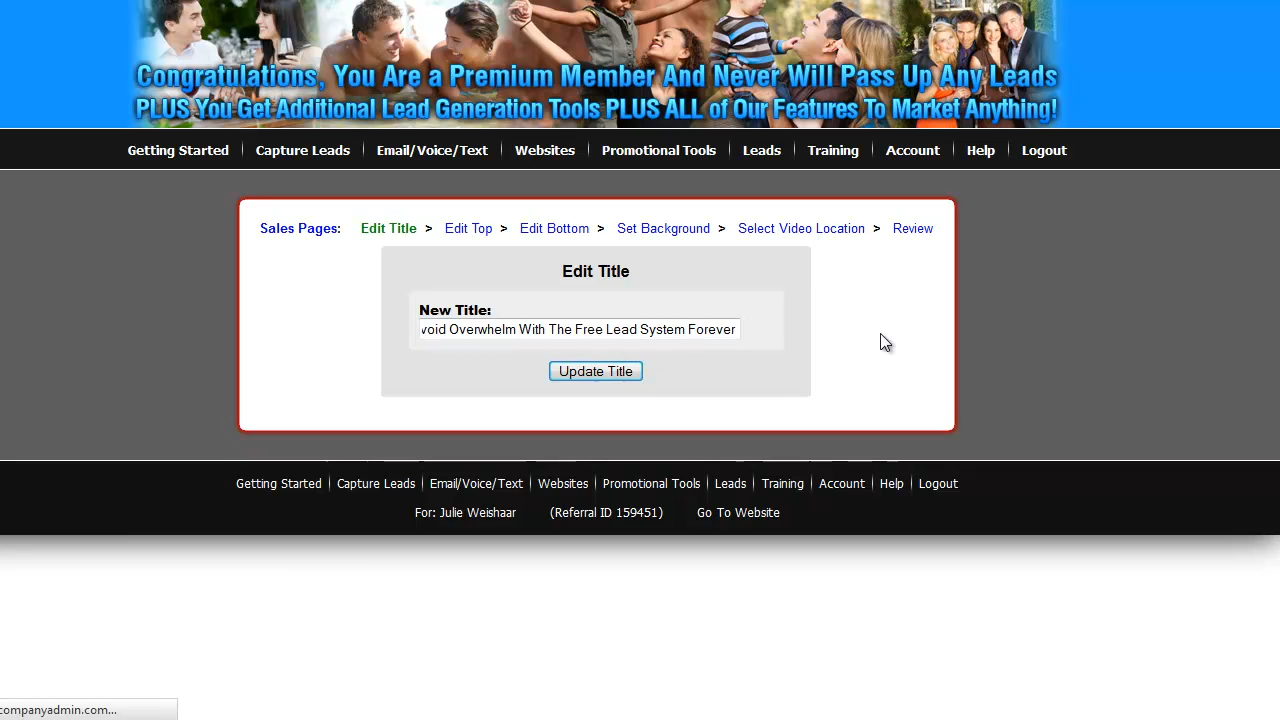 Congratulations, You Are a Premium Member And Never Will Pass Up Any Leads
PLUS You Get Additional Lead Generation Tools PLUS ALL of Our Features To Market Anything!
Getting Started Capture Leads Email/Voice/Text Websites Promotional Tools Leads Training Account Help Logout
Sales Pages: Edit Title > Edit Top > Edit Bottom > Set Background > Select Video Location > Review
Edit Title
New Title:
void Overwhelm With The Free Lead System Forever
Update Title
Getting Started Capture Leads Email/Voice/Text Websites Promotional Tools Leads Training Account Help Logout
For: Julie Weishaar (Referral ID 159451) Go To Website
companyadmin.com...